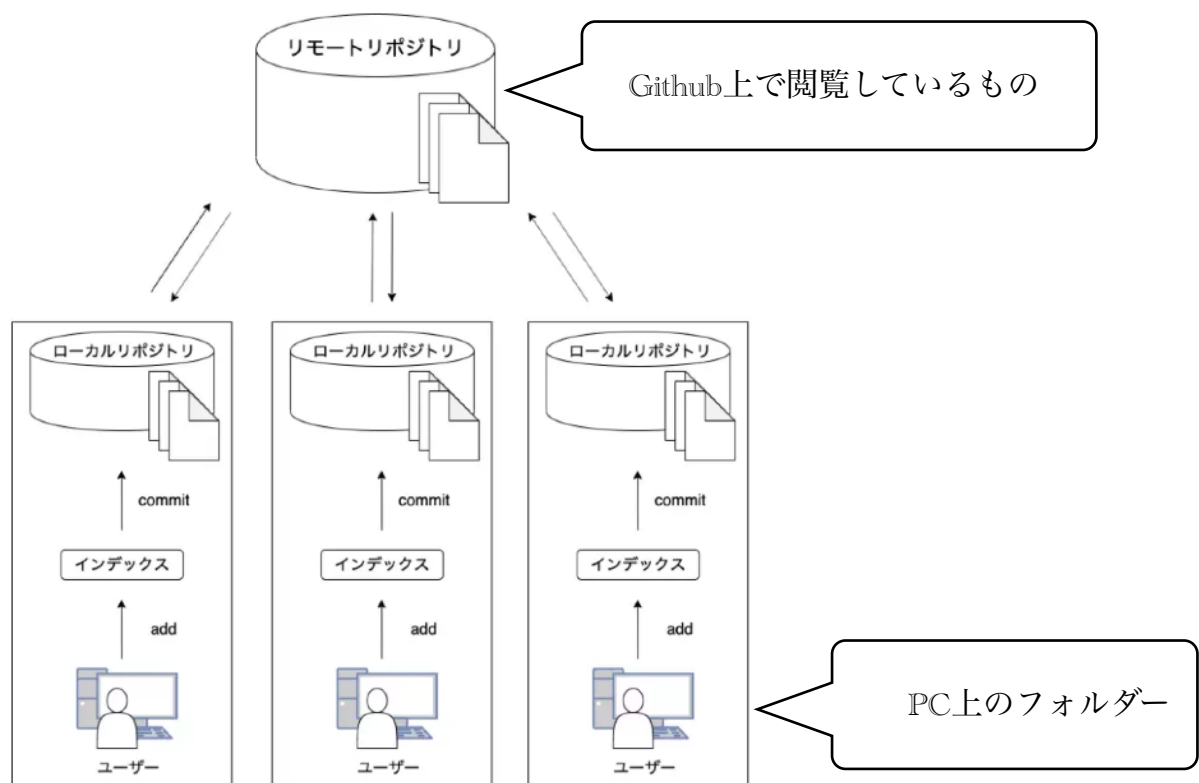 リモートリポジトリ
Github上で閲覧しているもの
ローカルリポジトリ
ローカルリポジトリ
ローカルリポジトリ
commit
commit
commit
インデックス
インデックス
インデックス
add
add
add
PC上のフォルダー
ユーザー
ユーザー
ユーザー